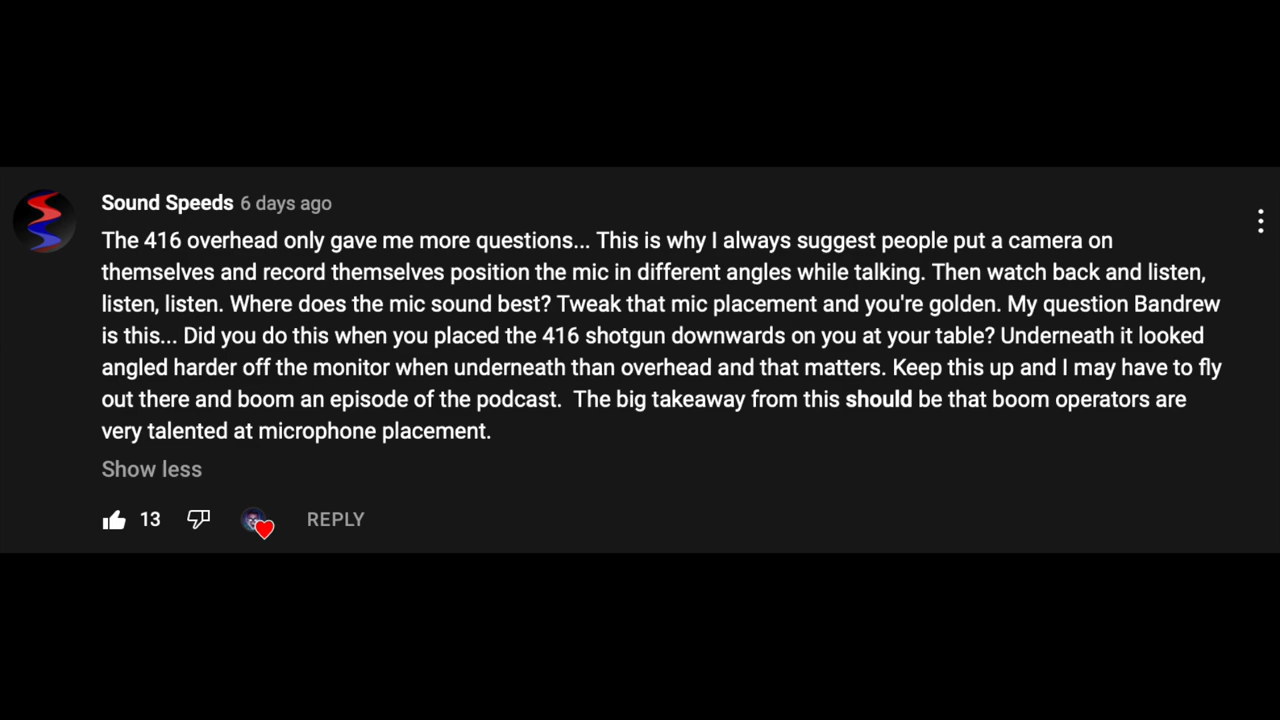 Sound Speeds 6 days ago
The 416 overhead only gave me more questions... This is why I always suggest people put a camera on
themselves and record themselves position the mic in different angles while talking. Then watch back and listen,
listen, listen. Where does the mic sound best? Tweak that mic placement and you're golden. My question Bandrew
is this... Did you do this when you placed the 416 shotgun downwards on you at your table? Underneath it looked
angled harder off the monitor when underneath than overhead and that matters. Keep this up and I may have to fly
out there and boom an episode of the podcast.  The big takeaway from this should be that boom operators are
very talented at microphone placement.
Show less
13 REPLY